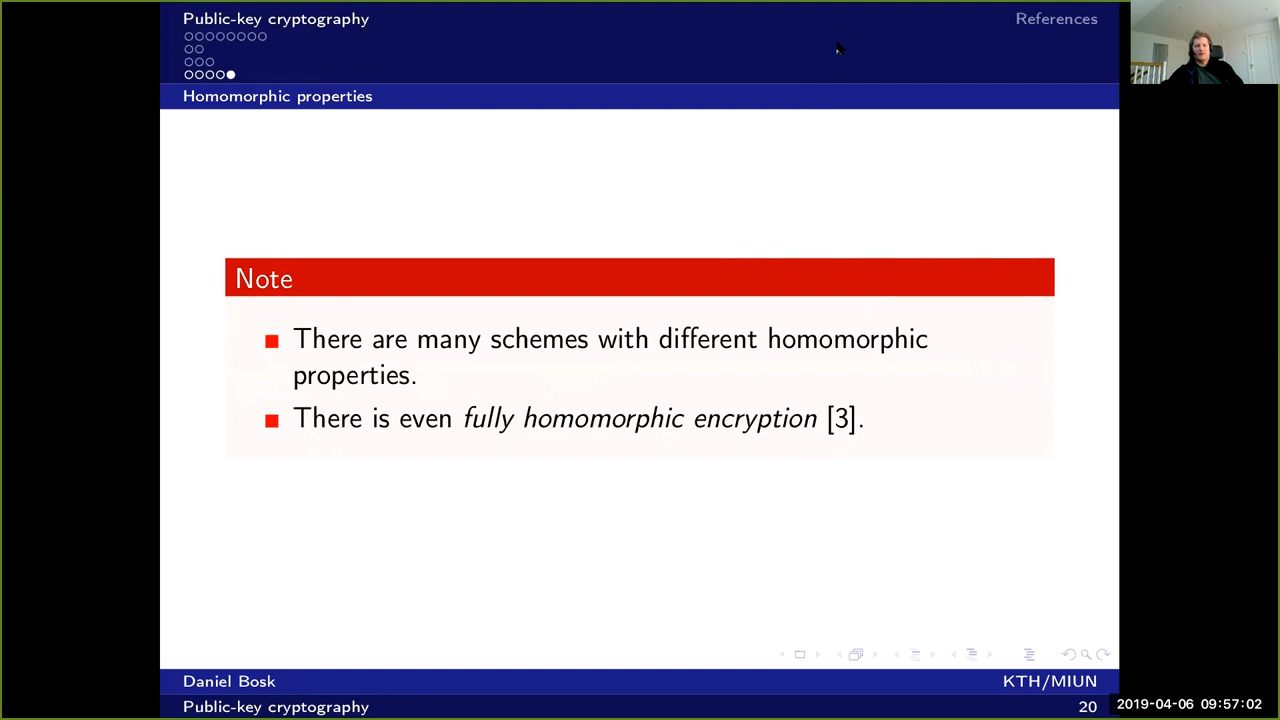 Public-key cryptography
References
Homomorphic properties
Note
There are many schemes with different homomorphic
properties.
There is even fully homomorphic encryption [3].
Daniel Bosk
KTH/MIUN
Public-key cryptography
20
2019-04-06 09:57:02